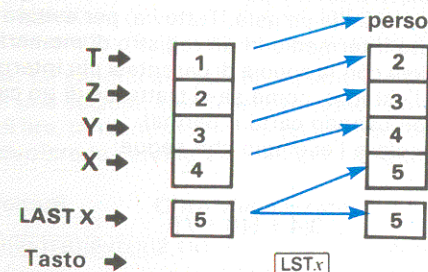 perso
T 1 2
Z 2 3
Y 3 4
X 4 5
LAST X 5 5
Tasto LSTx